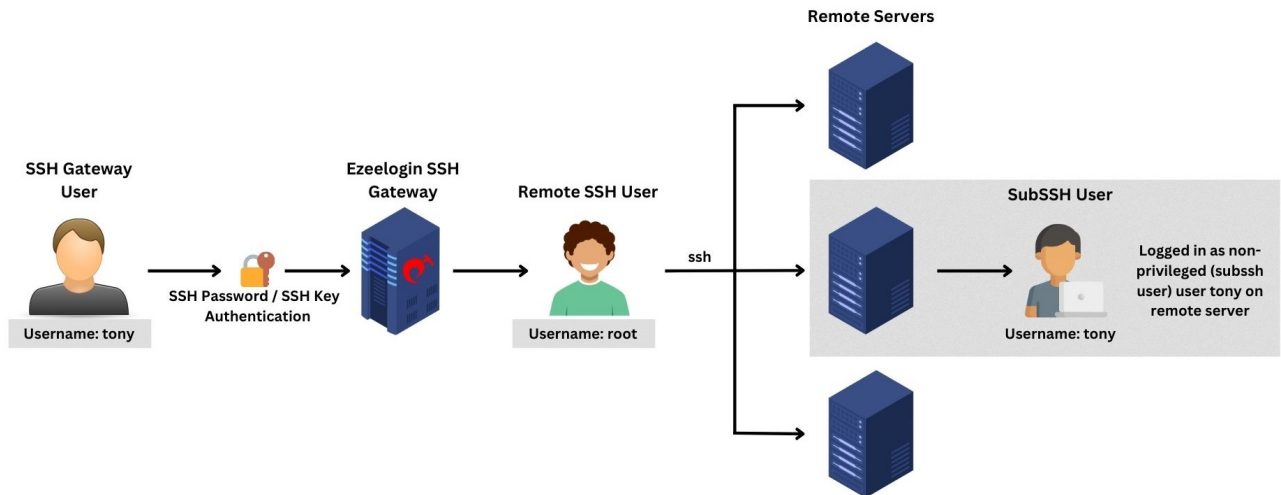 Remote Servers
SSH Gateway
User
Ezeelogin SSH
Gateway
Remote SSH User
SubSSH User
ssh
Logged in as non-
privileged (subssh
user) user tony on
remote server
SSH Password / SSH Key
Authentication
Username: tony
Username: root
Username: tony